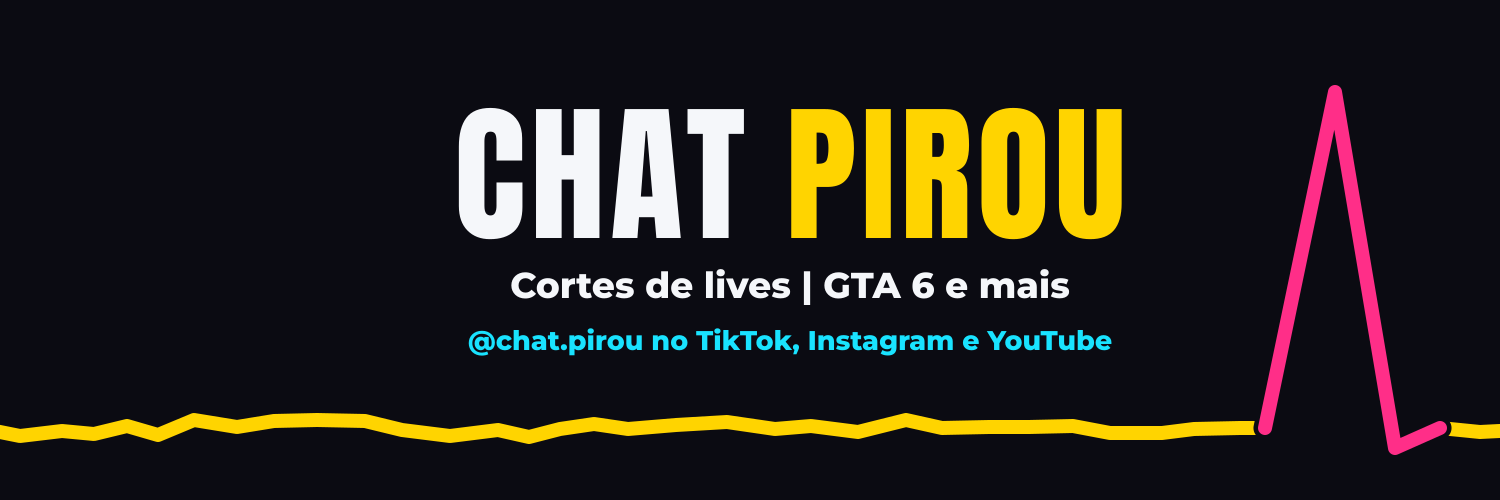 CHAT PIROU
Cortes de lives | GTA 6 e mais
@chat.pirou no TikTok, Instagram e YouTube